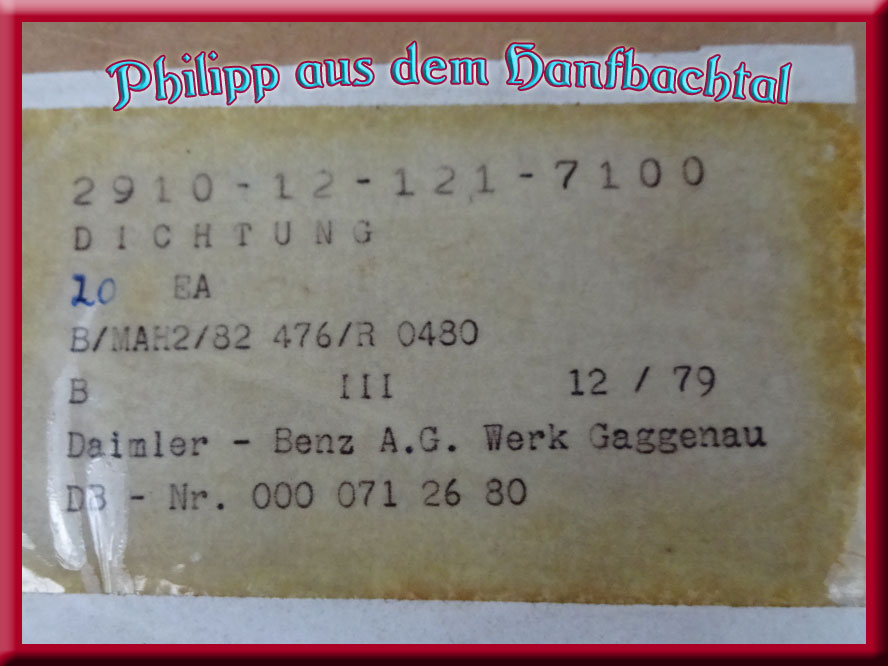 Philipp aus dem Hanfbachtal
2910-12-121-7100
DICHTUNG
10 EA
B/MAH2/82 476/R 0480
B III 12 / 79
Daimler - Benz A.G. Werk Gaggenau
DB - Nr. 000 071 26 80